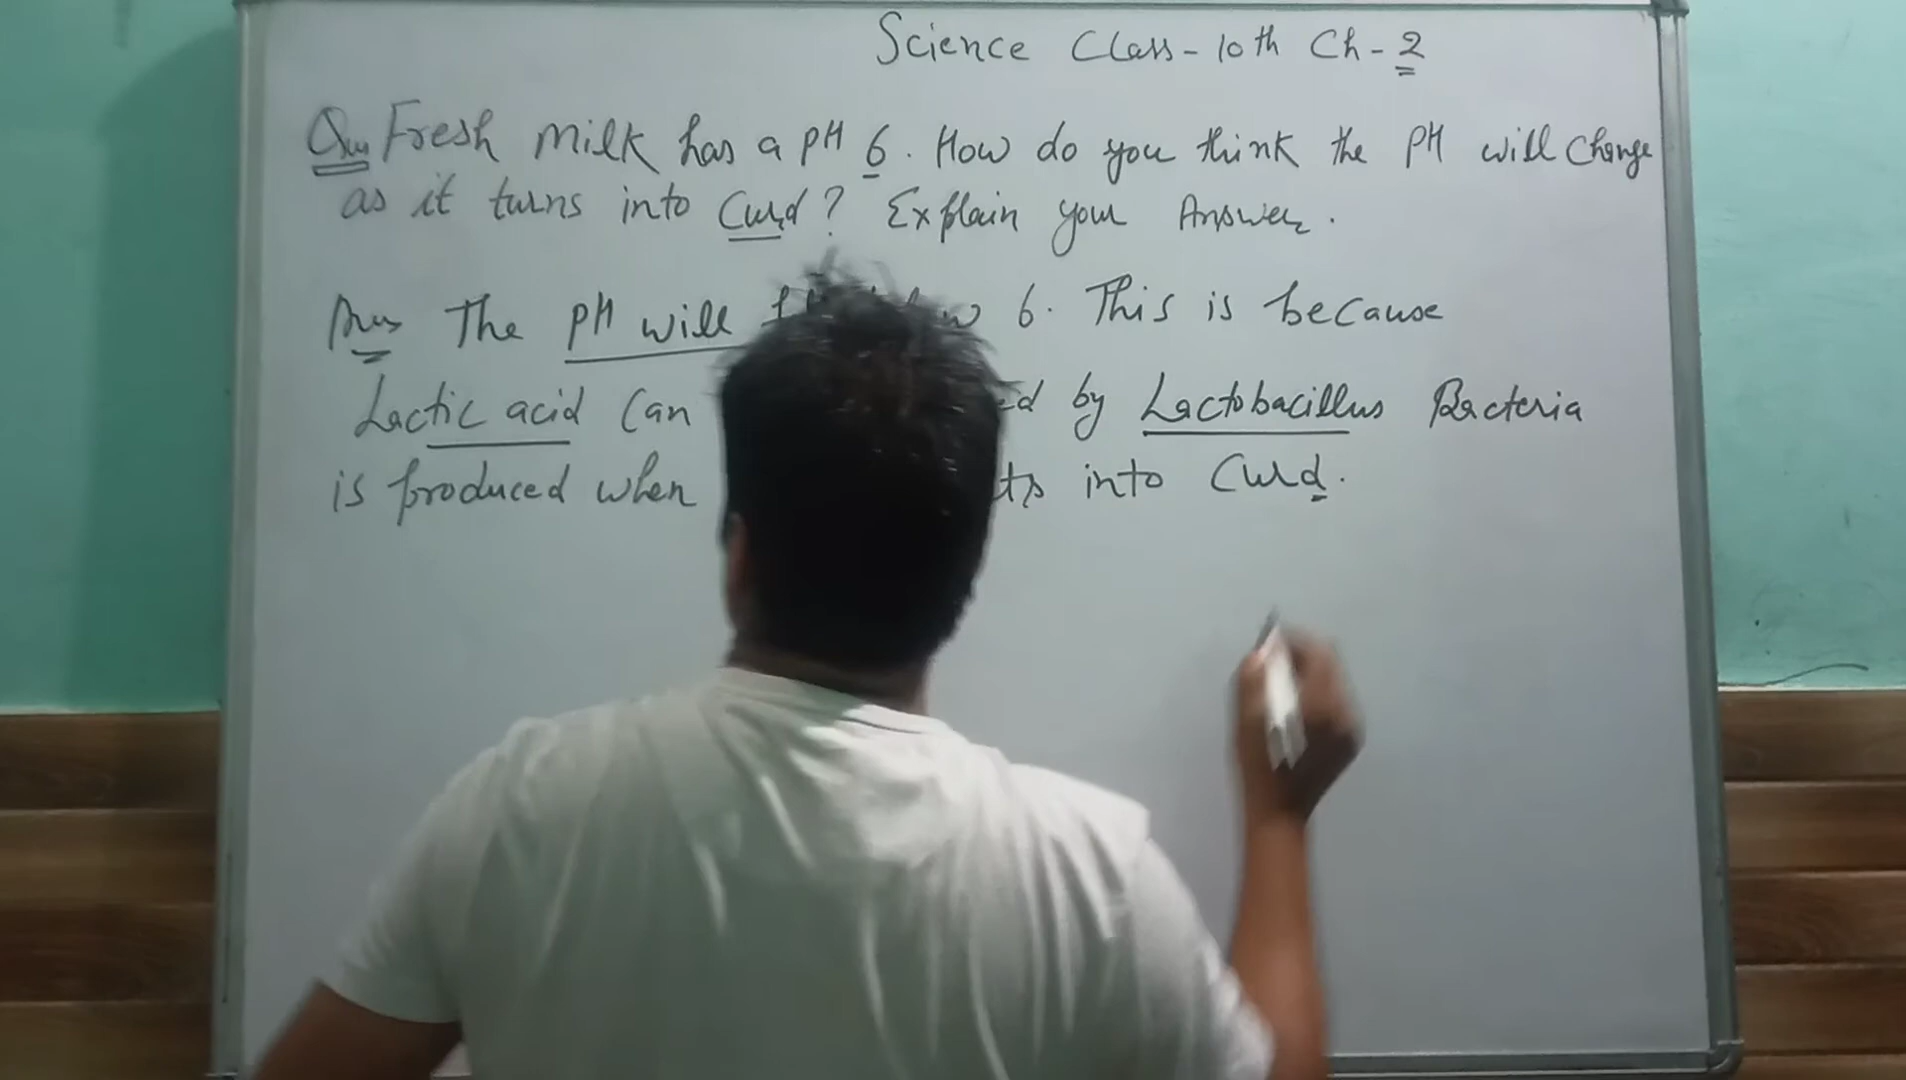 Science Class-10th Ch-2
Fresh milk has a pH 6. How do you think the pH will change
as it turns into Curd? Explain your Answer.
Ans The pH will 6. This is because
Lactic acid Can by Lactobacillus Bacteria
is produced when into Curd.